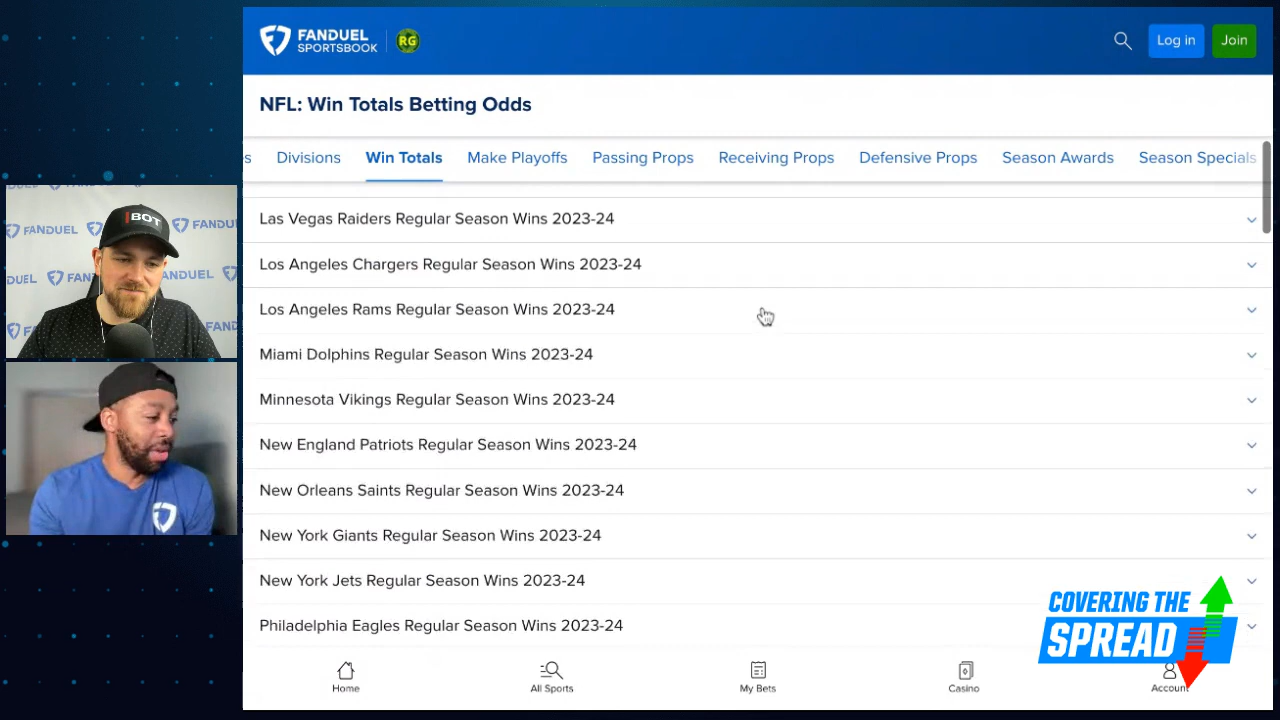 FANDUEL
SPORTSBOOK
RG
Log in
Join
NFL: Win Totals Betting Odds
s
Divisions
Win Totals
Make Playoffs
Passing Props
Receiving Props
Defensive Props
Season Awards
Season Specials
Las Vegas Raiders Regular Season Wins 2023-24
Los Angeles Chargers Regular Season Wins 2023-24
Los Angeles Rams Regular Season Wins 2023-24
Miami Dolphins Regular Season Wins 2023-24
Minnesota Vikings Regular Season Wins 2023-24
New England Patriots Regular Season Wins 2023-24
New Orleans Saints Regular Season Wins 2023-24
New York Giants Regular Season Wins 2023-24
New York Jets Regular Season Wins 2023-24
Philadelphia Eagles Regular Season Wins 2023-24
Home
All Sports
My Bets
Casino
Account
COVERING THE
SPREAD
BOT
FANDUEL
FANDUEL
FAN
ANDUEL
DUEL
FAND